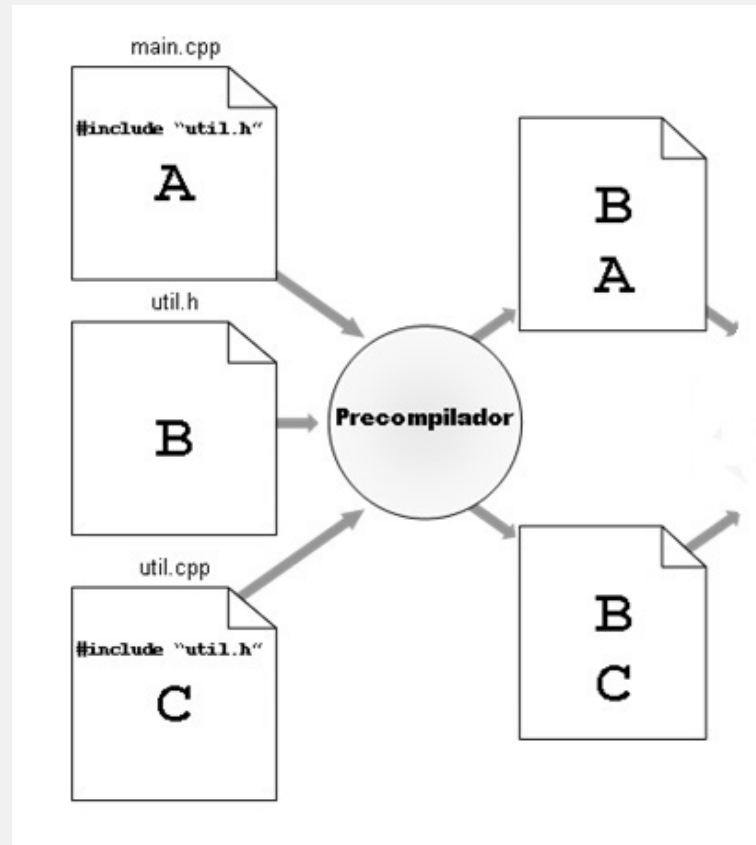 main.cpp
#include "util.h"
A
util.h
B
util.cpp
#include "util.h"
C
Precompilador
B
A
B
C